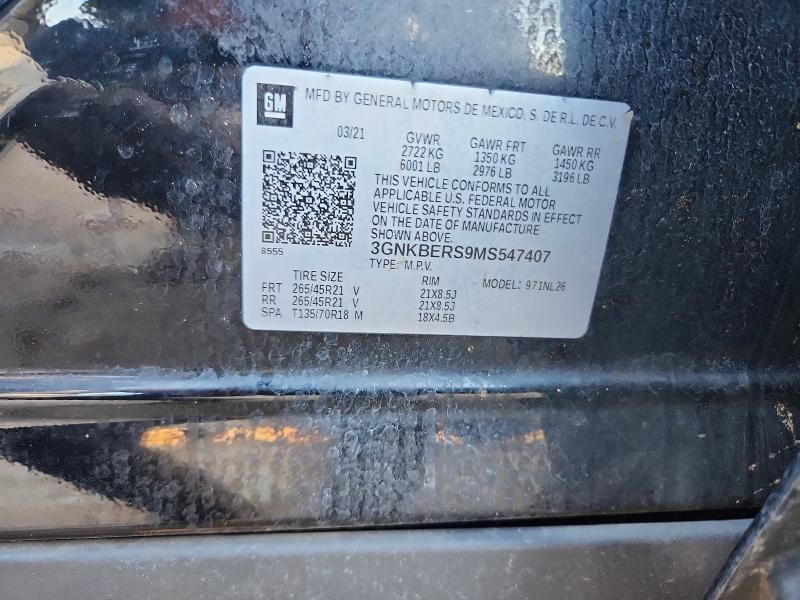 GM MFD BY GENERAL MOTORS DE MEXICO, S. DE R.L. DE C.V.
03/21 GVWR GAWR FRT GAWR RR
2722 KG 1350 KG 1450 KG
6001 LB 2976 LB 3196 LB
THIS VEHICLE CONFORMS TO ALL
APPLICABLE U.S. FEDERAL MOTOR
VEHICLE SAFETY STANDARDS IN EFFECT
ON THE DATE OF MANUFACTURE
SHOWN ABOVE.
8555 3GNKBERS9MS547407
TYPE: M.P.V.
TIRE SIZE RIM MODEL: 971NL26
FRT 265/45R21 V 21X8.5J
RR 265/45R21 V 21X8.5J
SPA T135/70R18 M 18X4.5B